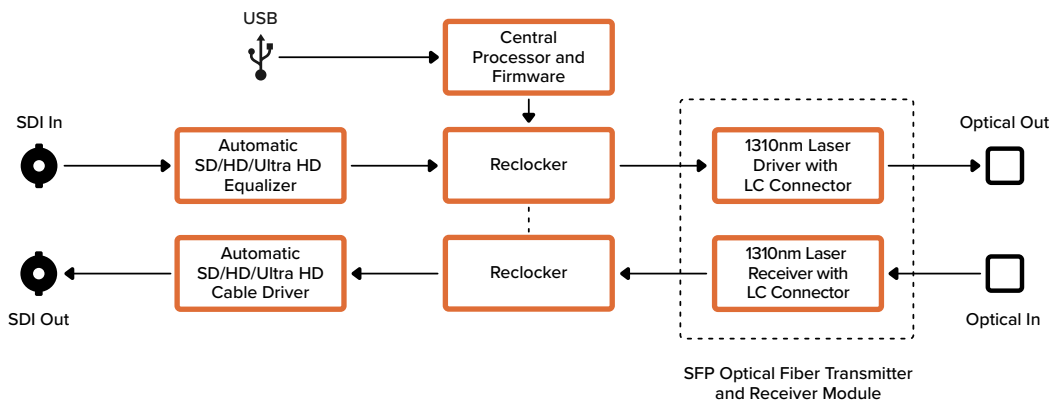 USB
Central
Processor and
Firmware
SDI In
Automatic
SD/HD/Ultra HD
Equalizer
Reclocker
1310nm Laser
Driver with
LC Connector
Optical Out
Automatic
SD/HD/Ultra HD
Cable Driver
Reclocker
1310nm Laser
Receiver with
LC Connector
SDI Out
Optical In
SFP Optical Fiber Transmitter
and Receiver Module